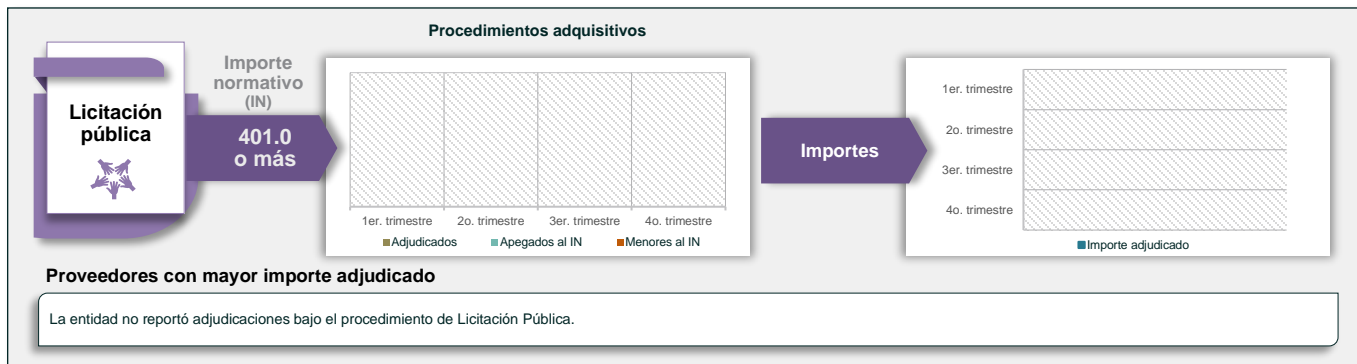 Procedimientos adquisitivos
Licitación
pública
Importe
normativo
(IN)
401.0
o más
1er. trimestre
2o. trimestre
3er. trimestre
4o. trimestre
Adjudicados
Apegados al IN
Menores al IN
Importes
1er. trimestre
2o. trimestre
3er. trimestre
4o. trimestre
Importe adjudicado
Proveedores con mayor importe adjudicado
La entidad no reportó adjudicaciones bajo el procedimiento de Licitación Pública.